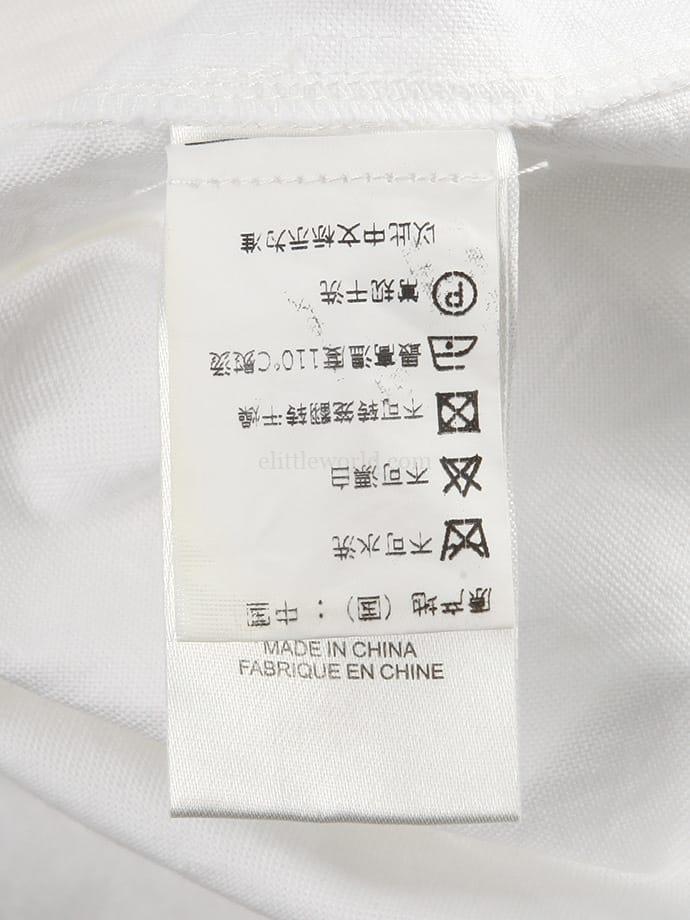 原产地(国)：中國
不可水洗
不可漂白
不可转笼翻转干燥
最高温度110°C熨烫
P 常规干洗
以此中文标示为准
elittleworld.com
MADE IN CHINA
FABRIQUE EN CHINE